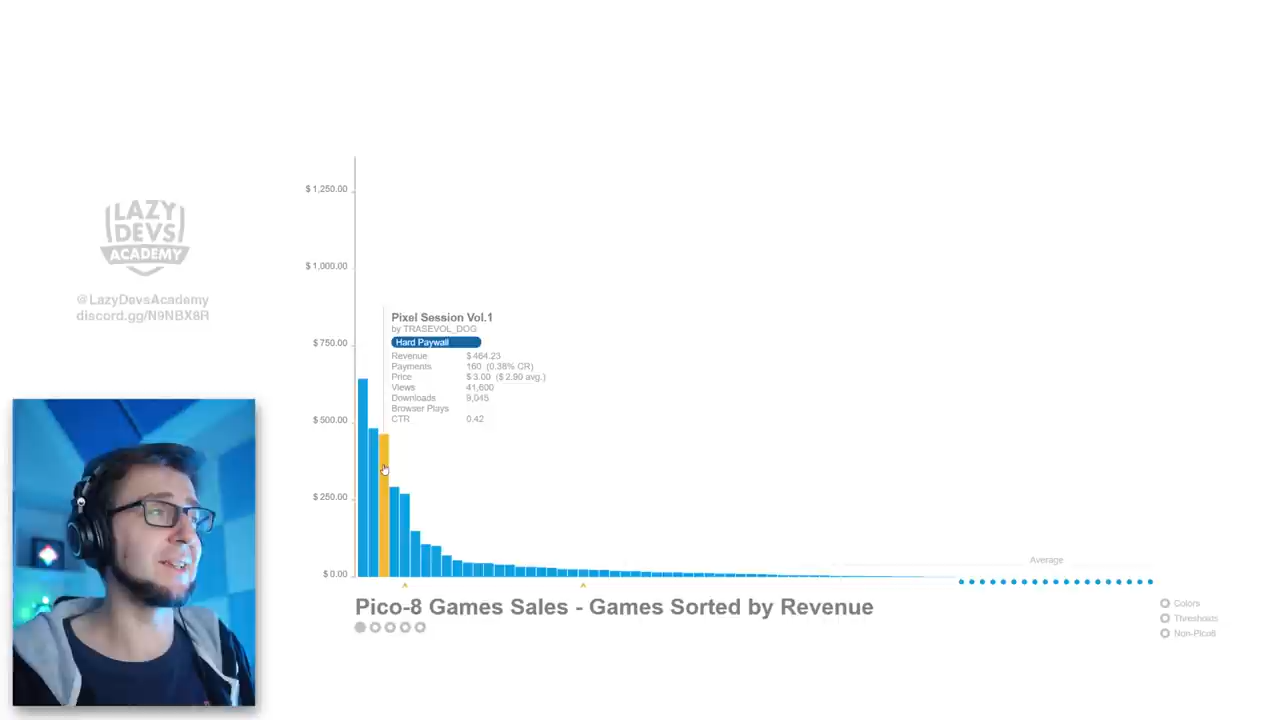 LAZY
DEVS
ACADEMY
@LazyDevsAcademy
discord.gg/N9NBX8R
$ 1,250.00
$ 1,000.00
$ 750.00
$ 500.00
$ 250.00
$ 0.00
Pixel Session Vol.1
by TRASEVOL_DOG
Hard Paywall
Revenue $ 464.23
Payments 160 (0.38% CR)
Price $ 3.00 ($ 2.90 avg.)
Views 41,600
Downloads 9,045
Browser Plays
CTR 0.42
Average
Pico-8 Games Sales - Games Sorted by Revenue
Colors
Thresholds
Non-Pico8